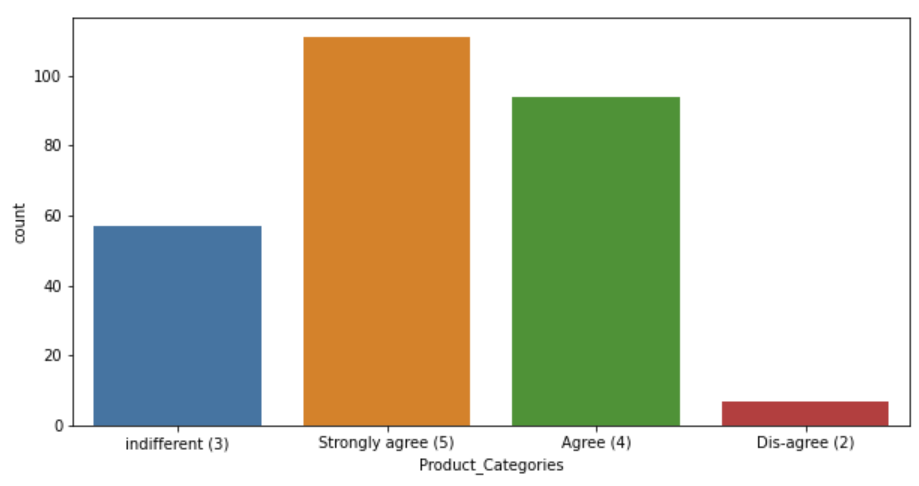 100
80
60
40
20
0
count
indifferent (3) Strongly agree (5) Agree (4) Dis-agree (2)
Product_Categories